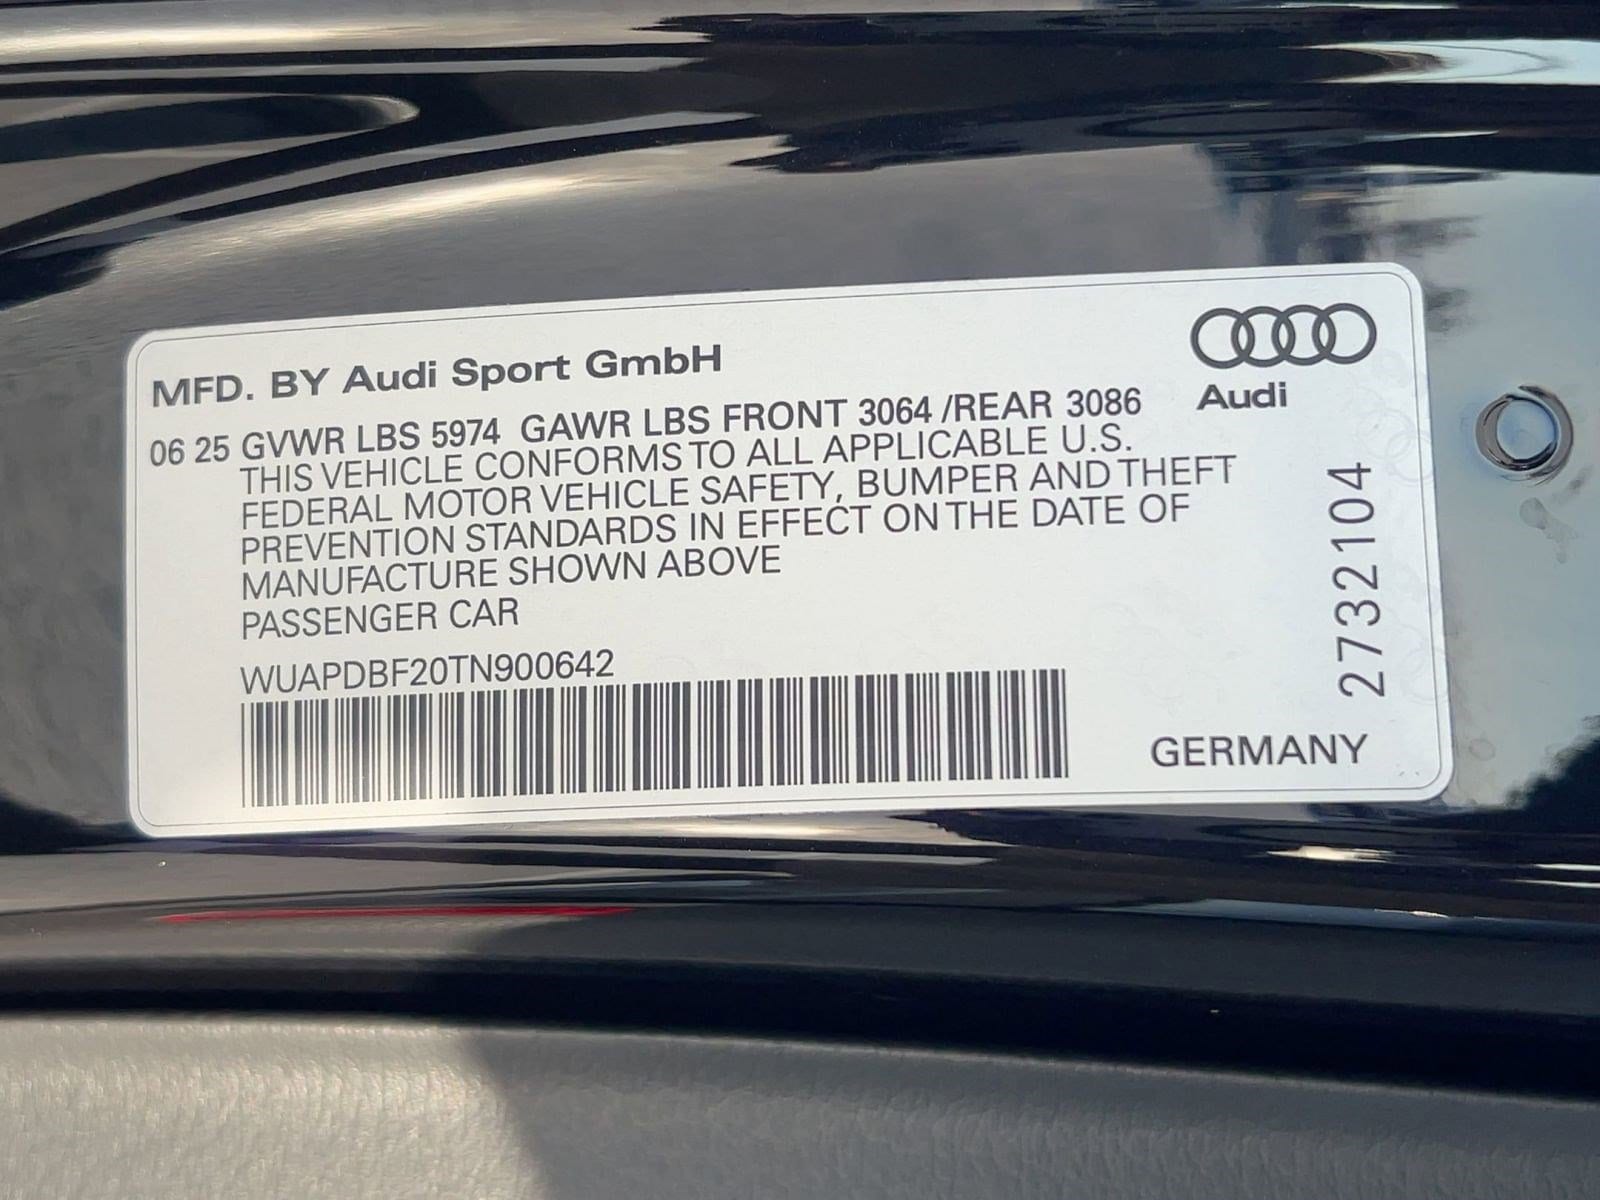 MFD. BY Audi Sport GmbH
Audi
06 25 GVWR LBS 5974 GAWR LBS FRONT 3064 /REAR 3086
THIS VEHICLE CONFORMS TO ALL APPLICABLE U.S.
FEDERAL MOTOR VEHICLE SAFETY, BUMPER AND THEFT
PREVENTION STANDARDS IN EFFECT ON THE DATE OF
MANUFACTURE SHOWN ABOVE
PASSENGER CAR
WUAPDBF20TN900642
GERMANY
2732104